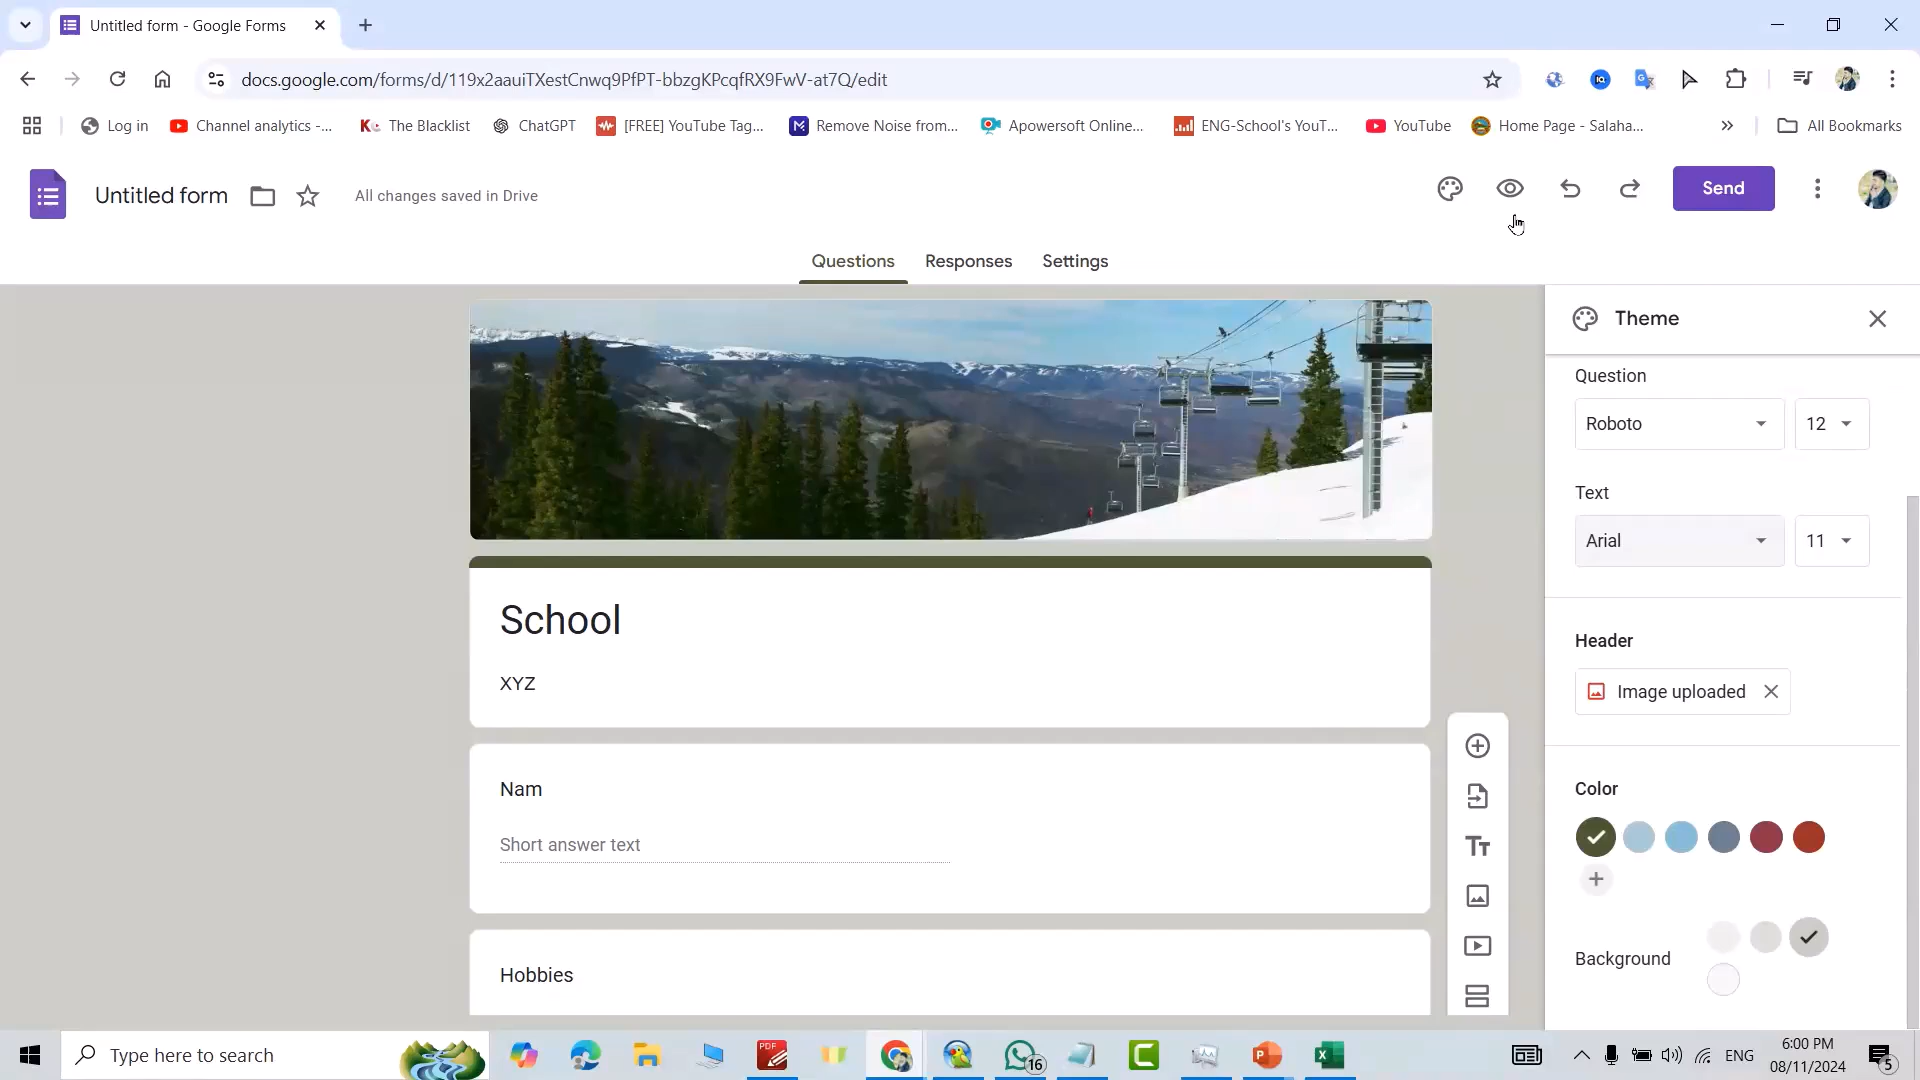 Untitled form - Google Forms
docs.google.com/forms/d/119x2aauiTXestCnwq9PfPT-bbzgKPcqfRX9FwV-at7Q/edit
Log in
Channel analytics -...
The Blacklist
ChatGPT
[FREE] YouTube Tag...
Remove Noise from...
Apowersoft Online...
ENG-School's YouT...
YouTube
Home Page - Salaha...
All Bookmarks
Untitled form
All changes saved in Drive
Send
Questions
Responses
Settings
Theme
Question
Roboto
12
Text
Arial
11
Header
Image uploaded
Color
Background
School
XYZ
Nam
Short answer text
Hobbies
Type here to search
PDF
16
ENG
6:00 PM
08/11/2024
5